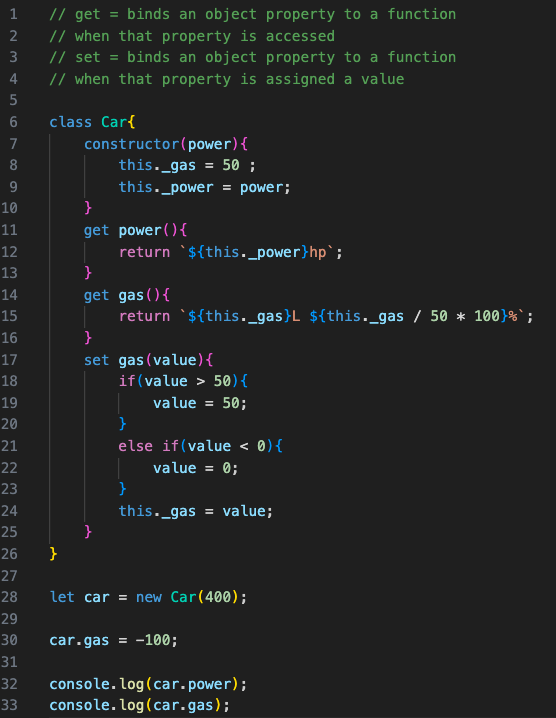 1 // get = binds an object property to a function
2 // when that property is accessed
3 // set = binds an object property to a function
4 // when that property is assigned a value
5
6 class Car{
7     constructor(power){
8         this._gas = 50 ;
9         this._power = power;
10     }
11     get power(){
12         return `${this._power}hp`;
13     }
14     get gas(){
15         return `${this._gas}L ${this._gas / 50 * 100}%`;
16     }
17     set gas(value){
18         if(value > 50){
19             value = 50;
20         }
21         else if(value < 0){
22             value = 0;
23         }
24         this._gas = value;
25     }
26 }
27
28 let car = new Car(400);
29
30 car.gas = -100;
31
32 console.log(car.power);
33 console.log(car.gas);